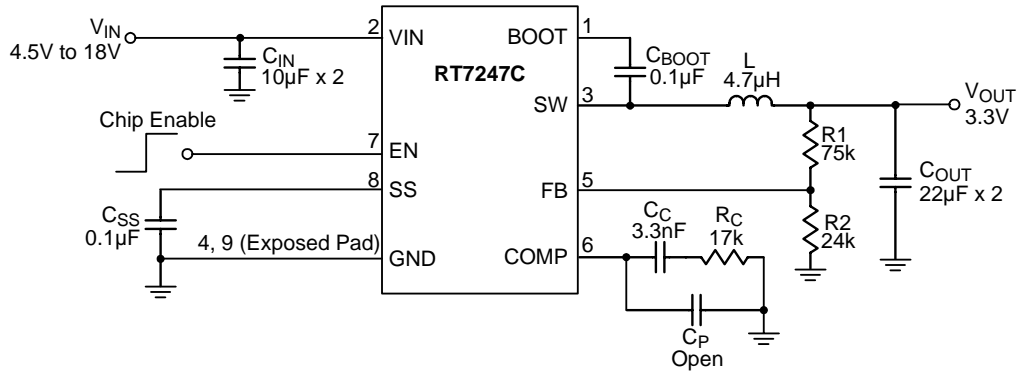 VIN
4.5V to 18V
CIN
10µF x 2
2
VIN
RT7247C
BOOT
1
CBOOT
0.1µF
L
4.7µH
SW
3
VOUT
3.3V
Chip Enable
7
EN
R1
75k
COUT
22µF x 2
8
SS
FB
5
CSS
0.1µF
R2
24k
4, 9 (Exposed Pad)
GND
COMP
6
CC
3.3nF
RC
17k
CP
Open